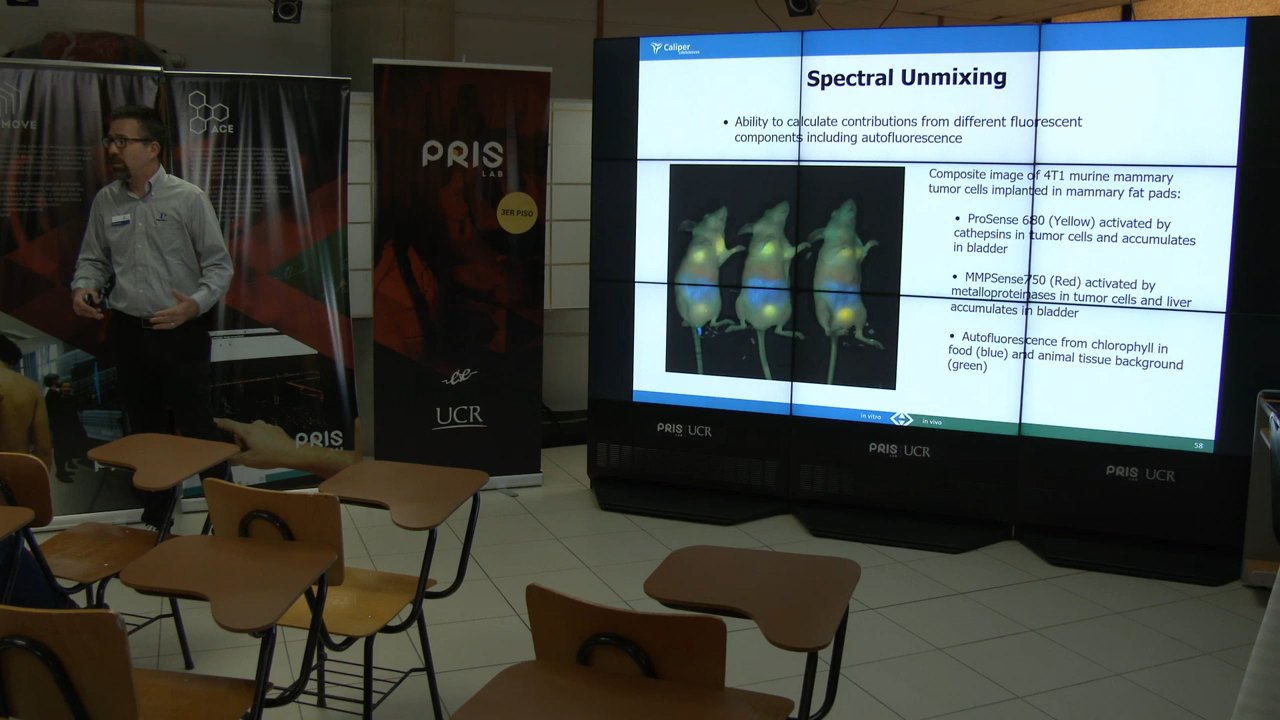 MOVE
ACE
PRIS
LAB
3ER PISO
UCR
PRIS
Caliper
LifeSciences
Spectral Unmixing
• Ability to calculate contributions from different fluorescent
components including autofluorescence
Composite image of 4T1 murine mammary
tumor cells implanted in mammary fat pads:
• ProSense 680 (Yellow) activated by
cathepsins in tumor cells and accumulates
in bladder
• MMPSense750 (Red) activated by
metalloproteinases in tumor cells and liver
accumulates in bladder
• Autofluorescence from chlorophyll in
food (blue) and animal tissue background
(green)
in vitro
in vivo
58
PRIS LAB UCR
PRIS LAB UCR
PRIS LAB UCR